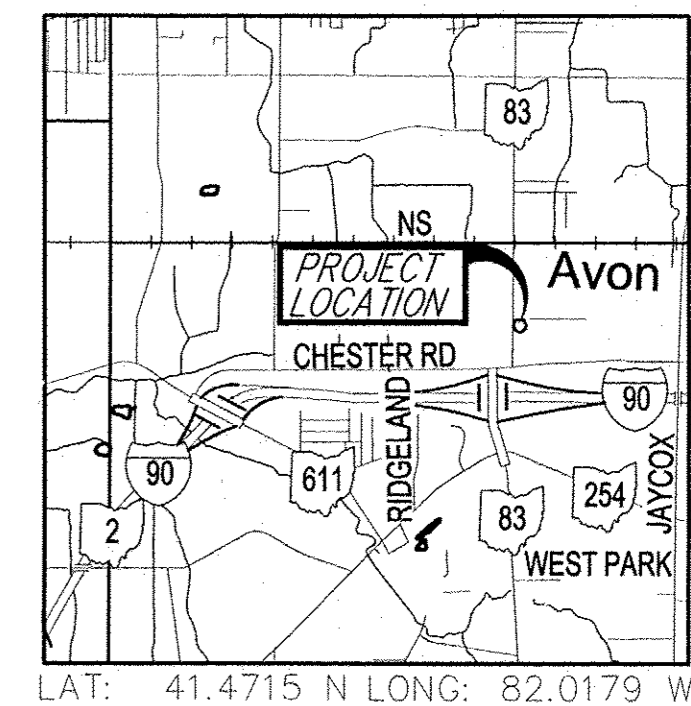 83
NS
PROJECT
LOCATION
Avon
CHESTER RD
90
RIDGELAND
JAYCOX
90
611
254
83
2
WEST PARK
LAT: 41.4715 N LONG: 82.0179 W